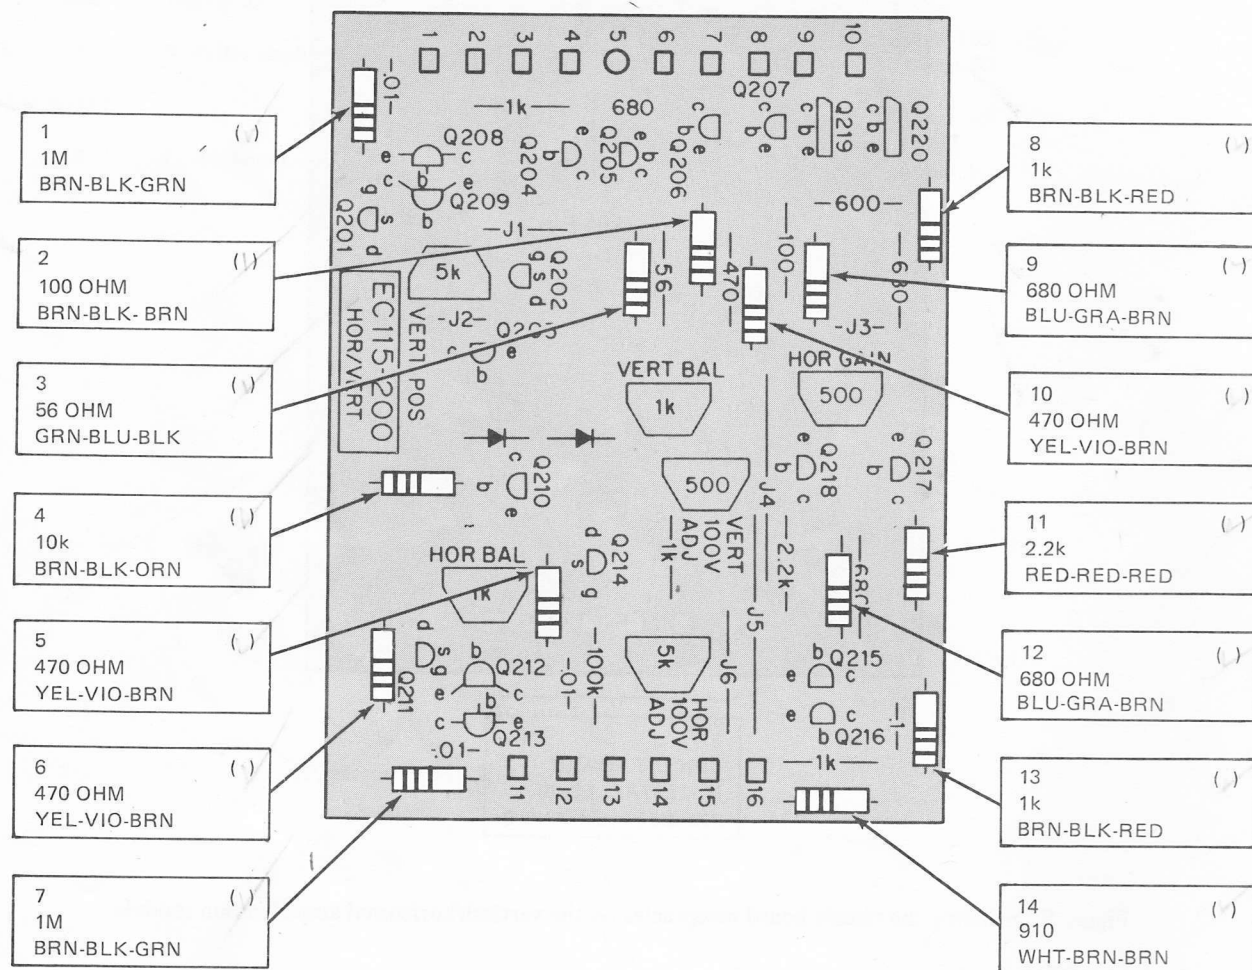 1 ( )
1M
BRN-BLK-GRN
2 ( )
100 OHM
BRN-BLK- BRN
3 ( )
56 OHM
GRN-BLU-BLK
4 ( )
10k
BRN-BLK-ORN
5 ( )
470 OHM
YEL-VIO-BRN
6 ( )
470 OHM
YEL-VIO-BRN
7 ( )
1M
BRN-BLK-GRN
1 2 3 4 5 6 7 8 9 10
.01
1k
680
Q207
c b e
c e
c b e
Q219
c b e
Q220
Q208
e c
b
c e
Q209
b
e b c
Q204
e b c
Q205
Q206
g s d
Q201
J1
5k
g s d
Q202
56
470
100
600
680
J2
c e
b
J3
EC115-200
HOR/VERT
VERT POS
VERT BAL
1k
HOR GAIN
500
c
b
e
Q210
500
VERT
100V
ADJ
J4
e b c
Q218
e b c
Q217
HOR BAL
1k
d s g
Q214
1k
2.2k
J5
680
d s g
Q211
b
Q212
e c
b
c e
Q213
100k
.01
5k
HOR
100V
ADJ
J6
b
Q215
e c
e c
b Q216
.1
.01
1k
11 12 13 14 15 16
8 ( )
1k
BRN-BLK-RED
9 ( )
680 OHM
BLU-GRA-BRN
10 ( )
470 OHM
YEL-VIO-BRN
11 ( )
2.2k
RED-RED-RED
12 ( )
680 OHM
BLU-GRA-BRN
13 ( )
1k
BRN-BLK-RED
14 ( )
910
WHT-BRN-BRN